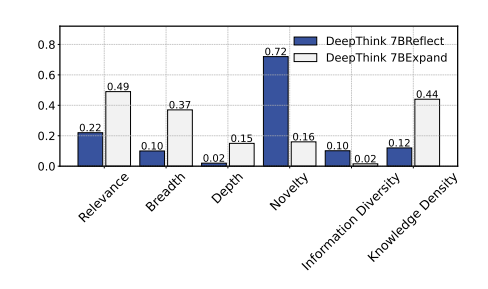 DeepThink 7BReflect
DeepThink 7BExpand
0.8
0.6
0.4
0.2
0.0
0.22
0.49
0.10
0.37
0.02
0.15
0.72
0.16
0.10
0.02
0.12
0.44
Relevance
Breadth
Depth
Novelty
Information Diversity
Knowledge Density